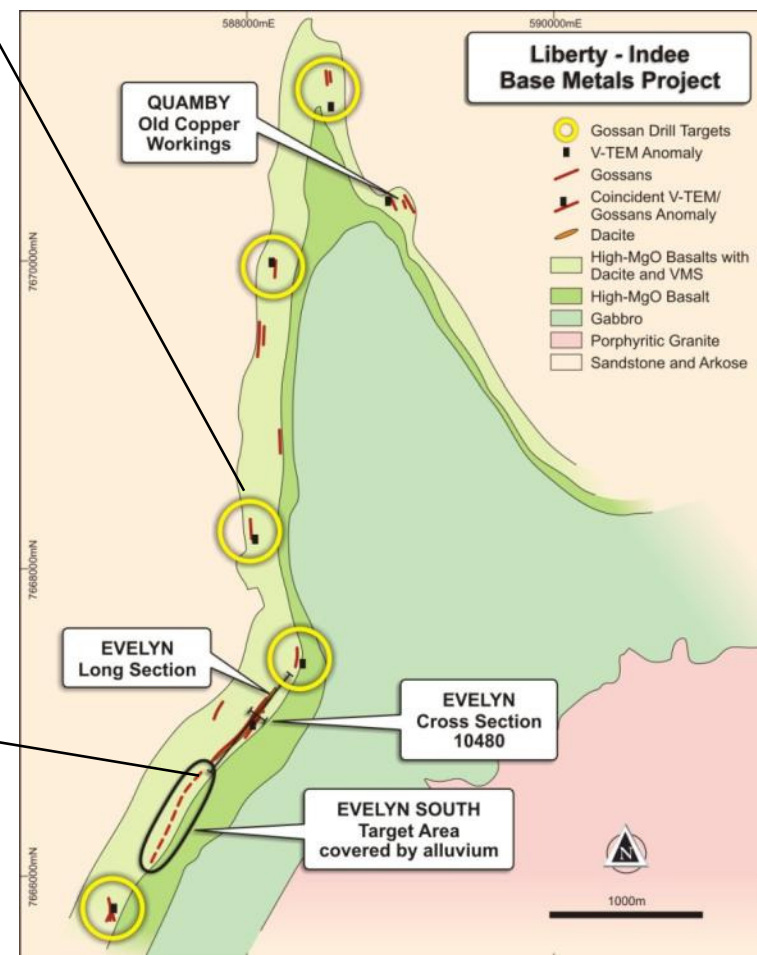 588000mE
590000mE
Liberty - Indee
Base Metals Project
Gossan Drill Targets
V-TEM Anomaly
Gossans
Coincident V-TEM/
Gossans Anomaly
Dacite
High-MgO Basalts with
Dacite and VMS
High-MgO Basalt
Gabbro
Porphyritic Granite
Sandstone and Arkose
QUAMBY
Old Copper
Workings
7670000mN
7668000mN
EVELYN
Long Section
EVELYN
Cross Section
10480
EVELYN SOUTH
Target Area
covered by alluvium
7666000mN
N
1000m